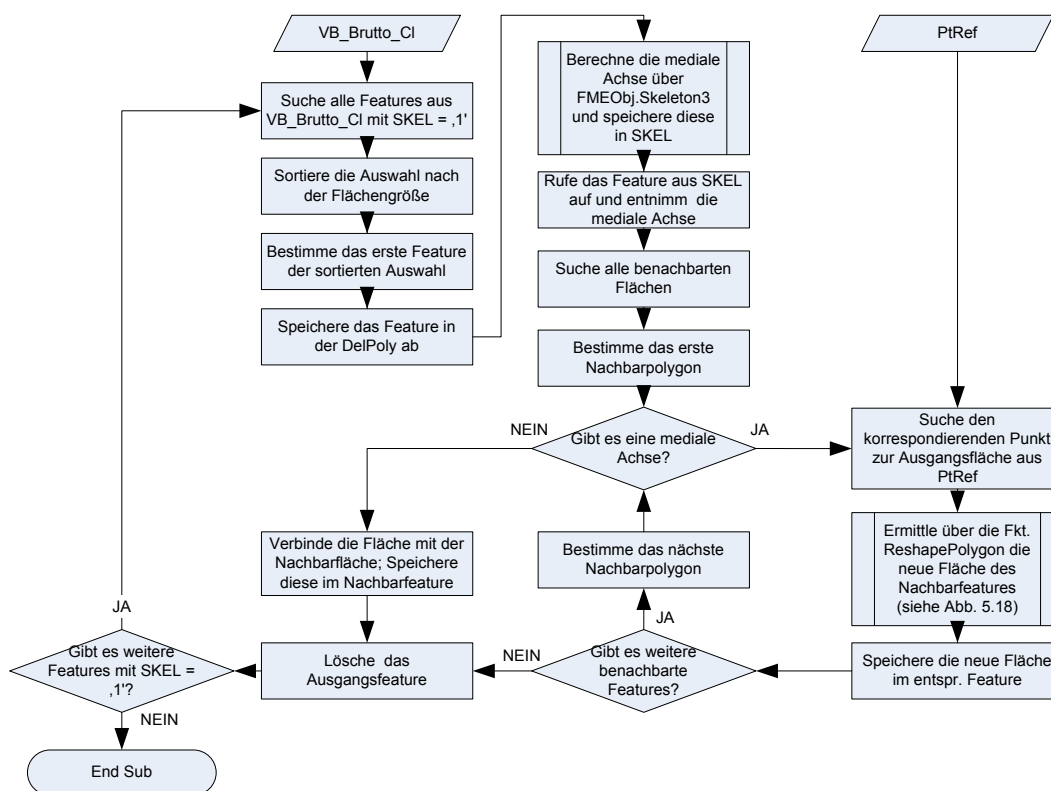 VB_Brutto_Cl
Suche alle Features aus
VB_Brutto_Cl mit SKEL = ‚1'
Sortiere die Auswahl nach
der Flächengröße
Bestimme das erste Feature
der sortierten Auswahl
Speichere das Feature in
der DelPoly ab
Berechne die mediale
Achse über
FMEObj.Skeleton3
und speichere diese
in SKEL
Rufe das Feature aus SKEL
auf und entnimm die
mediale Achse
Suche alle benachbarten
Flächen
Bestimme das erste
Nachbarpolygon
Gibt es eine mediale
Achse?
NEIN
JA
PtRef
Suche den
korrespondierenden Punkt
zur Ausgangsfläche aus
PtRef
Ermittle über die Fkt.
ReshapePolygon die
neue Fläche des
Nachbarfeatures
(siehe Abb. 5.18)
Speichere die neue Fläche
im entspr. Feature
Gibt es weitere
benachbarte
Features?
JA
NEIN
Bestimme das nächste
Nachbarpolygon
Verbinde die Fläche mit der
Nachbarfläche; Speichere
diese im Nachbarfeature
Lösche das
Ausgangsfeature
Gibt es weitere
Features mit SKEL =
‚1'?
JA
NEIN
End Sub